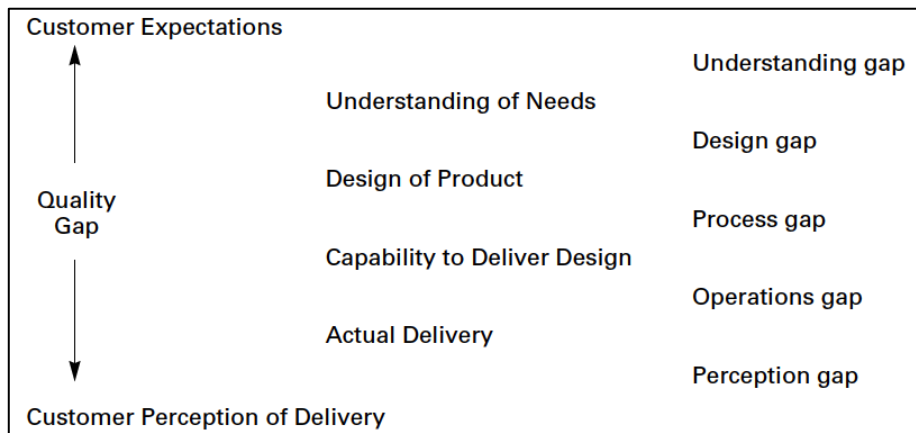 Customer Expectations
Understanding gap
Understanding of Needs
Design gap
Design of Product
Quality
Gap
Process gap
Capability to Deliver Design
Operations gap
Actual Delivery
Perception gap
Customer Perception of Delivery